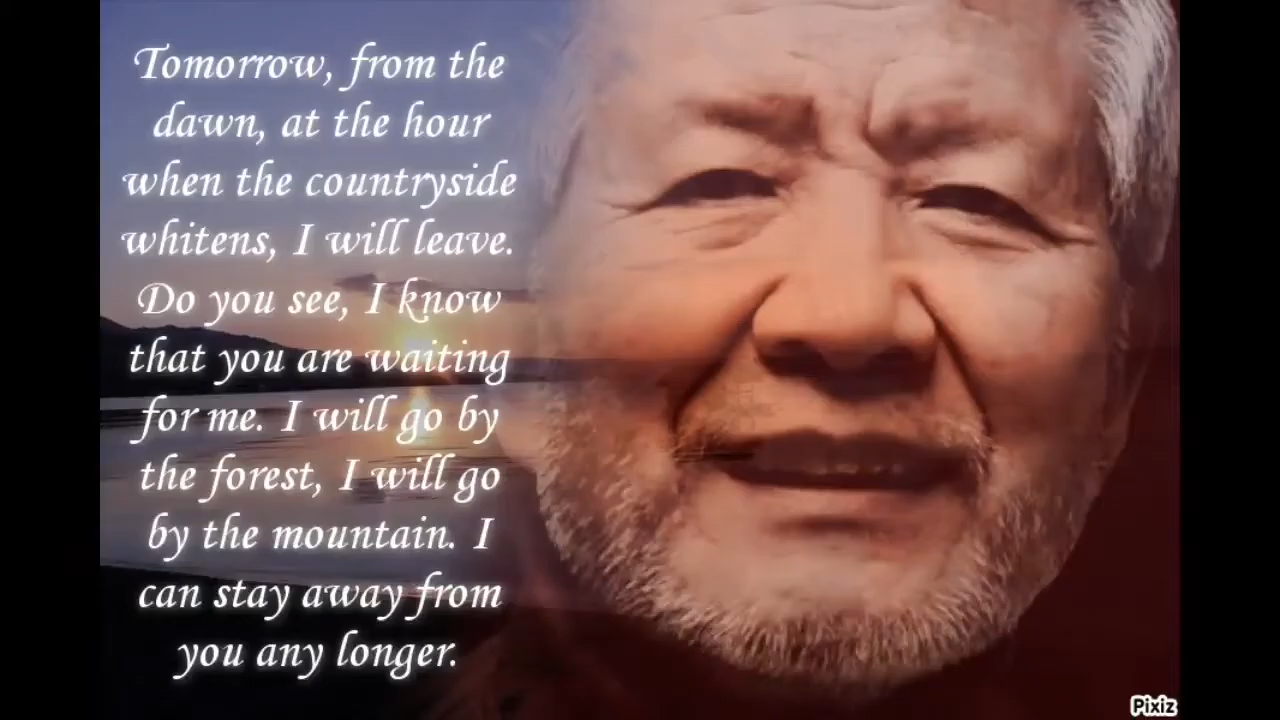 Tomorrow, from the
dawn, at the hour
when the countryside
whitens, I will leave.
Do you see, I know
that you are waiting
for me. I will go by
the forest, I will go
by the mountain. I
can stay away from
you any longer.
Pixiz